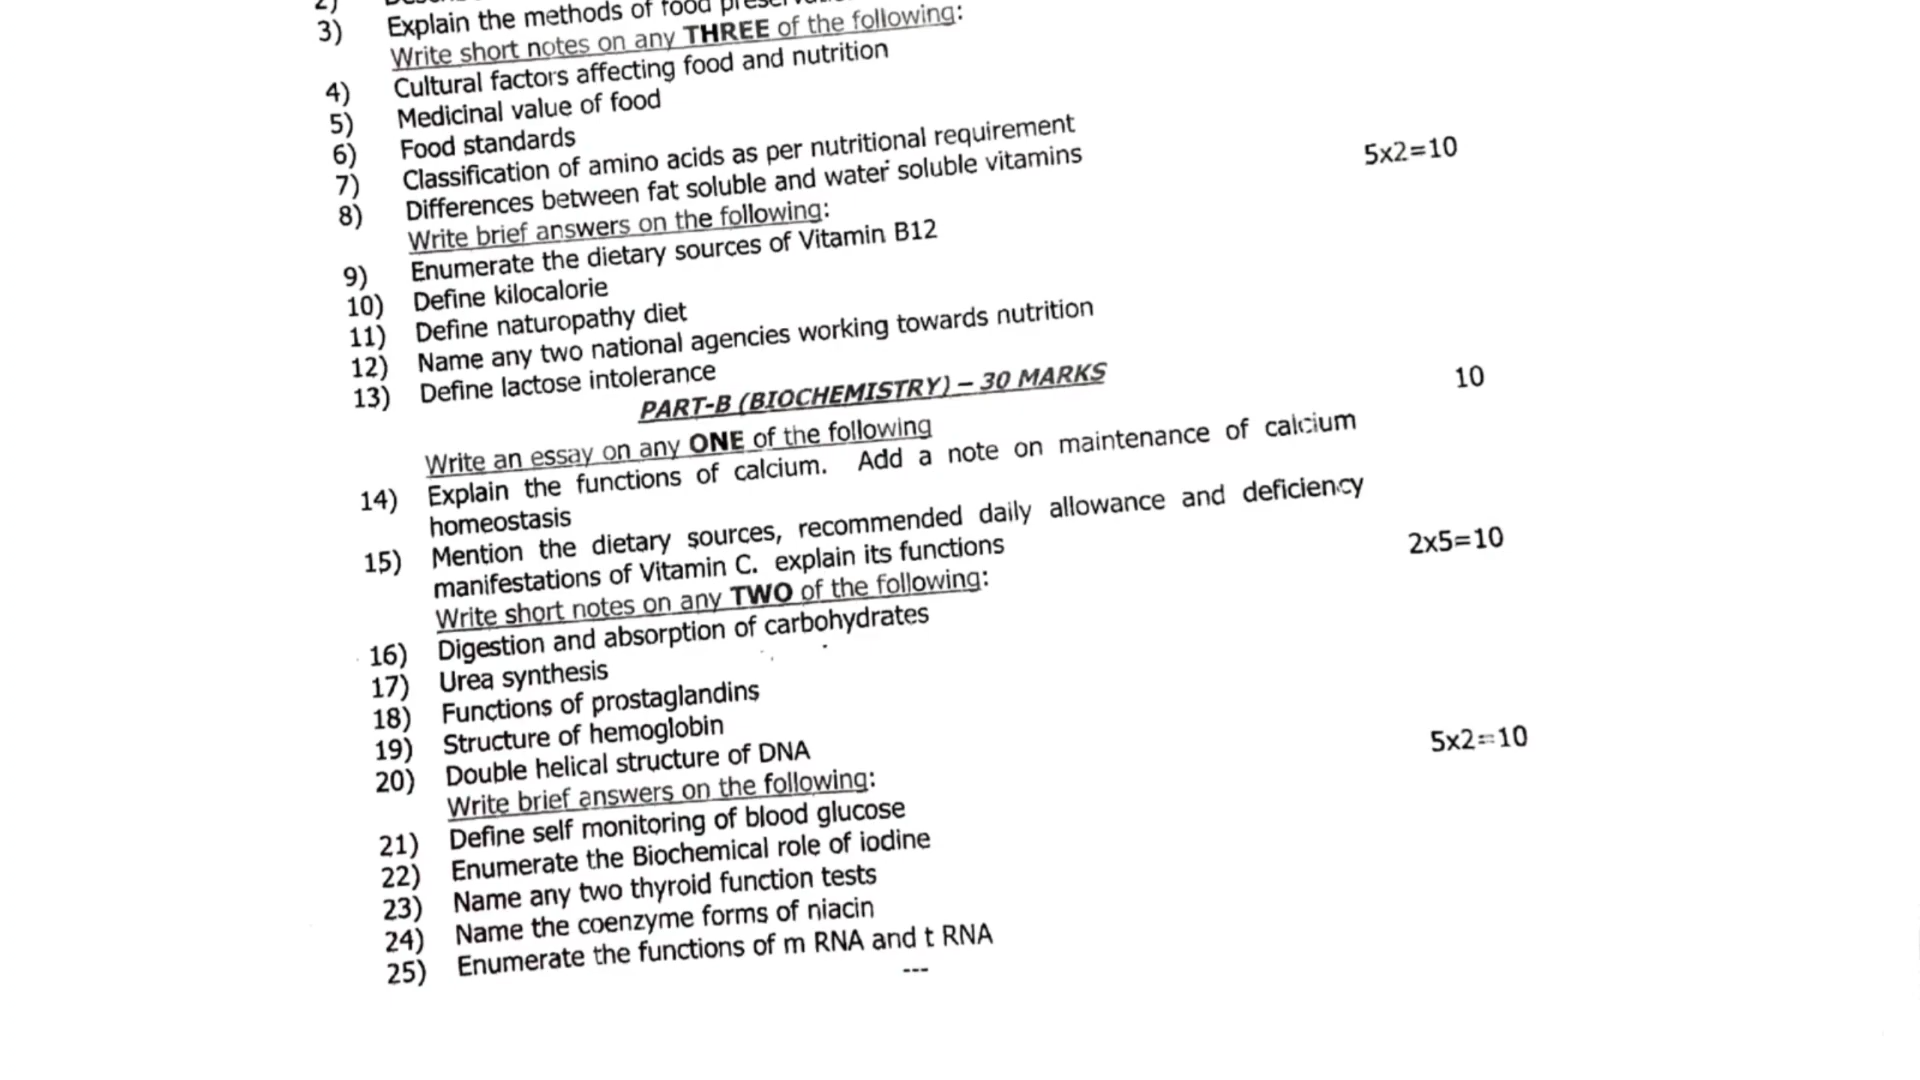 3) Explain the methods of food
Write short notes on any THREE of the following:
4) Cultural factors affecting food and nutrition
5) Medicinal value of food
6) Food standards
7) Classification of amino acids as per nutritional requirement
8) Differences between fat soluble and water soluble vitamins
Write brief answers on the following: 5x2=10
9) Enumerate the dietary sources of Vitamin B12
10) Define kilocalorie
11) Define naturopathy diet
12) Name any two national agencies working towards nutrition
13) Define lactose intolerance
PART-B (BIOCHEMISTRY) – 30 MARKS
Write an essay on any ONE of the following 10
14) Explain the functions of calcium. Add a note on maintenance of calcium
homeostasis
15) Mention the dietary sources, recommended daily allowance and deficiency
manifestations of Vitamin C. explain its functions
Write short notes on any TWO of the following: 2x5=10
16) Digestion and absorption of carbohydrates
17) Urea synthesis
18) Functions of prostaglandins
19) Structure of hemoglobin
20) Double helical structure of DNA
Write brief answers on the following: 5x2=10
21) Define self monitoring of blood glucose
22) Enumerate the Biochemical role of iodine
23) Name any two thyroid function tests
24) Name the coenzyme forms of niacin
25) Enumerate the functions of m RNA and t RNA
---